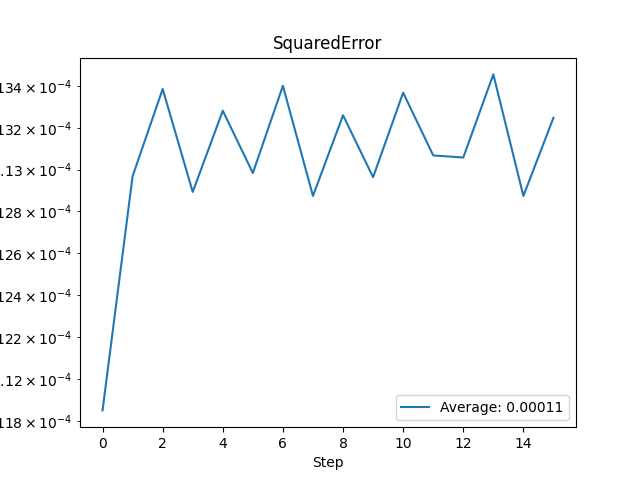 SquaredError
134 × 10⁻⁴
132 × 10⁻⁴
.13 × 10⁻⁴
128 × 10⁻⁴
126 × 10⁻⁴
124 × 10⁻⁴
122 × 10⁻⁴
.12 × 10⁻⁴
118 × 10⁻⁴
Average: 0.00011
0 2 4 6 8 10 12 14
Step